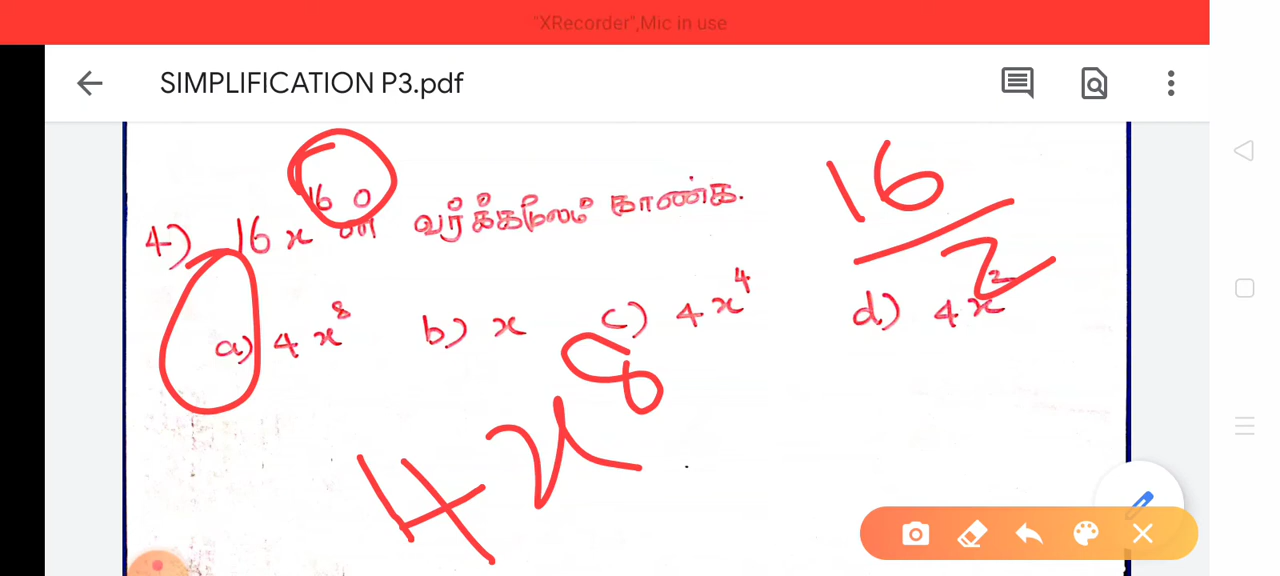 "XRecorder",Mic in use
SIMPLIFICATION P3.pdf
4) 16x¹⁶ ன் வர்க்கமூலம் காண்க.
16/2
a) 4x⁸ b) x c) 4x⁴ d) 4x²
4x⁸